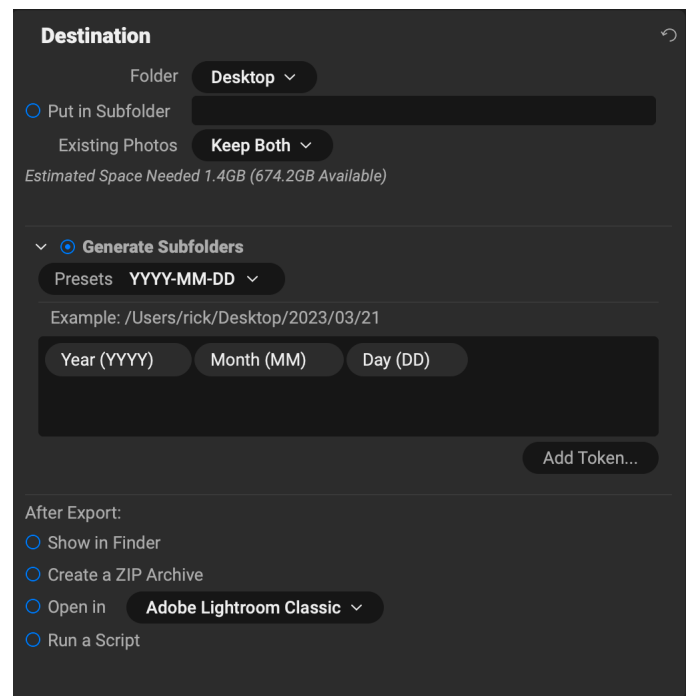 Destination
Folder Desktop
Put in Subfolder
Existing Photos Keep Both
Estimated Space Needed 1.4GB (674.2GB Available)
Generate Subfolders
Presets YYYY-MM-DD
Example: /Users/rick/Desktop/2023/03/21
Year (YYYY) Month (MM) Day (DD)
Add Token...
After Export:
Show in Finder
Create a ZIP Archive
Open in Adobe Lightroom Classic
Run a Script